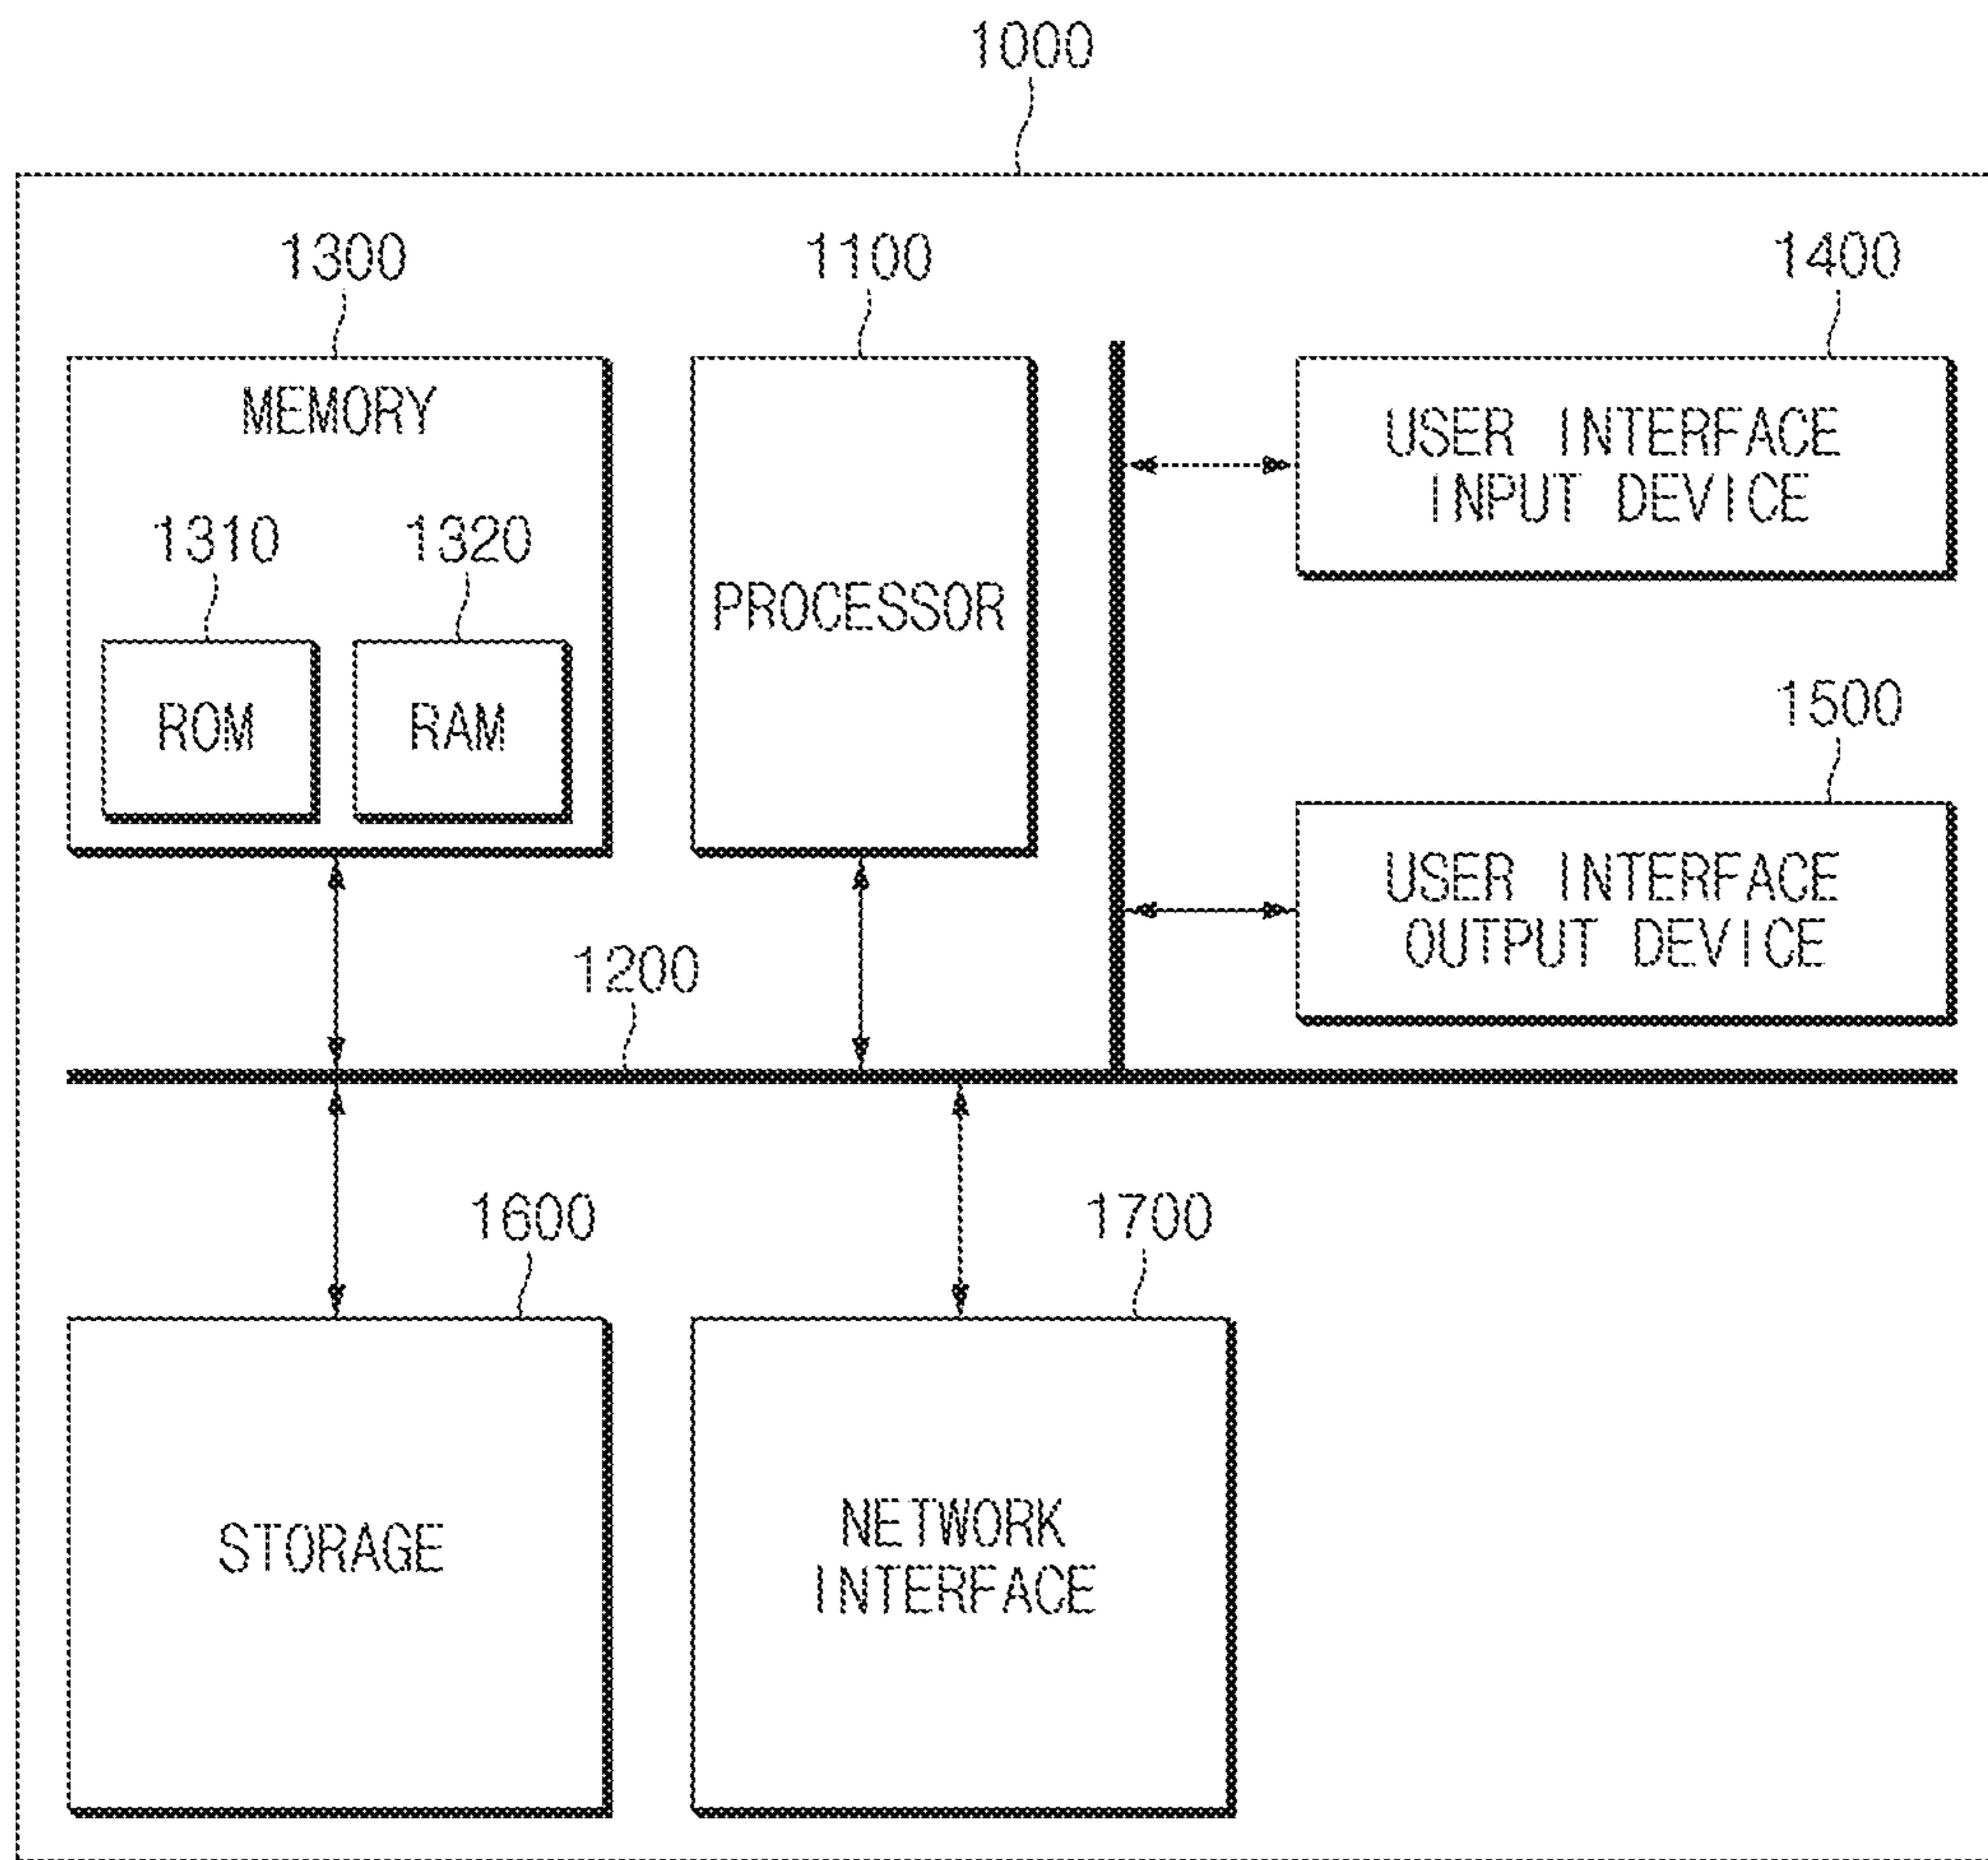 1000
1300
1100
1400
MEMORY
USER INTERFACE
INPUT DEVICE
1310
1320
PROCESSOR
ROM
RAM
1500
USER INTERFACE
OUTPUT DEVICE
1200
1600
1700
STORAGE
NETWORK
INTERFACE